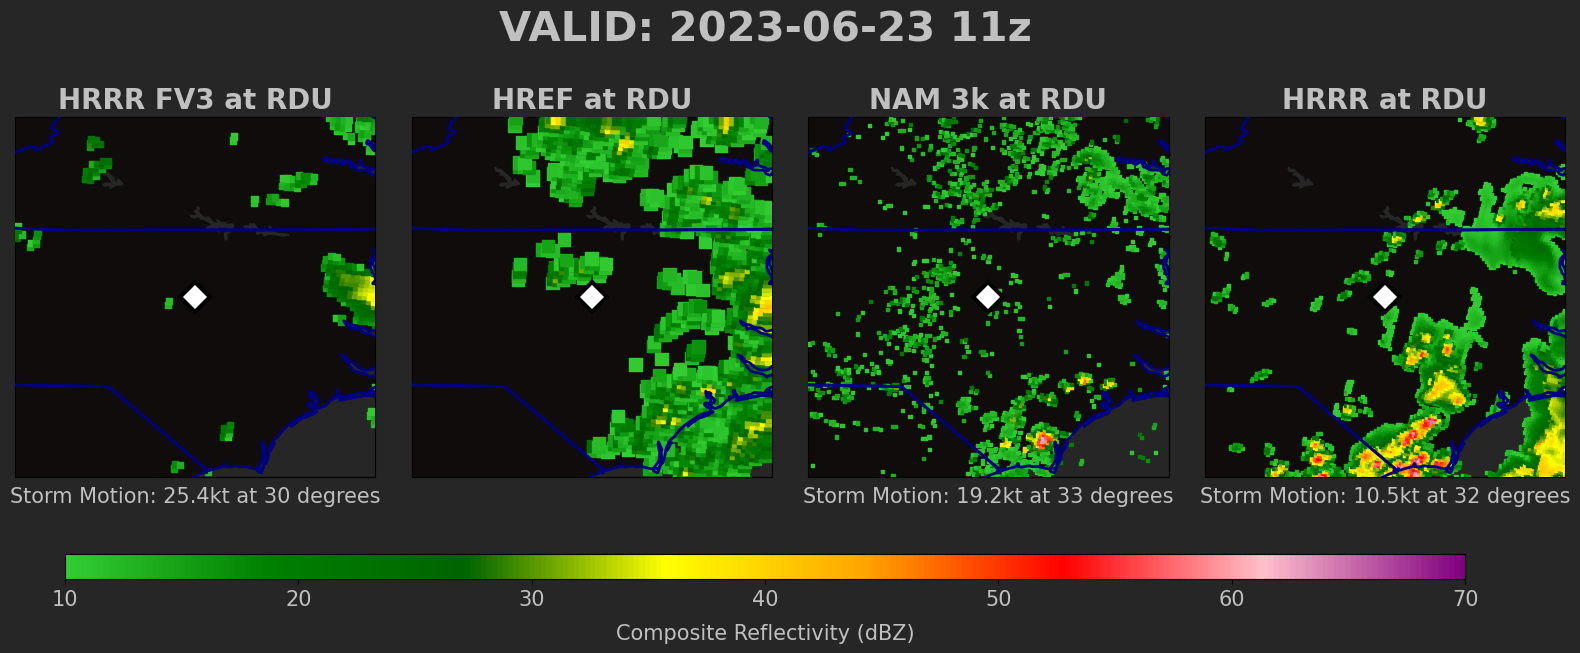 VALID: 2023-06-23 11z
HRRR FV3 at RDU
HREF at RDU
NAM 3k at RDU
HRRR at RDU
Storm Motion: 25.4kt at 30 degrees
Storm Motion: 19.2kt at 33 degrees
Storm Motion: 10.5kt at 32 degrees
10 20 30 40 50 60 70
Composite Reflectivity (dBZ)